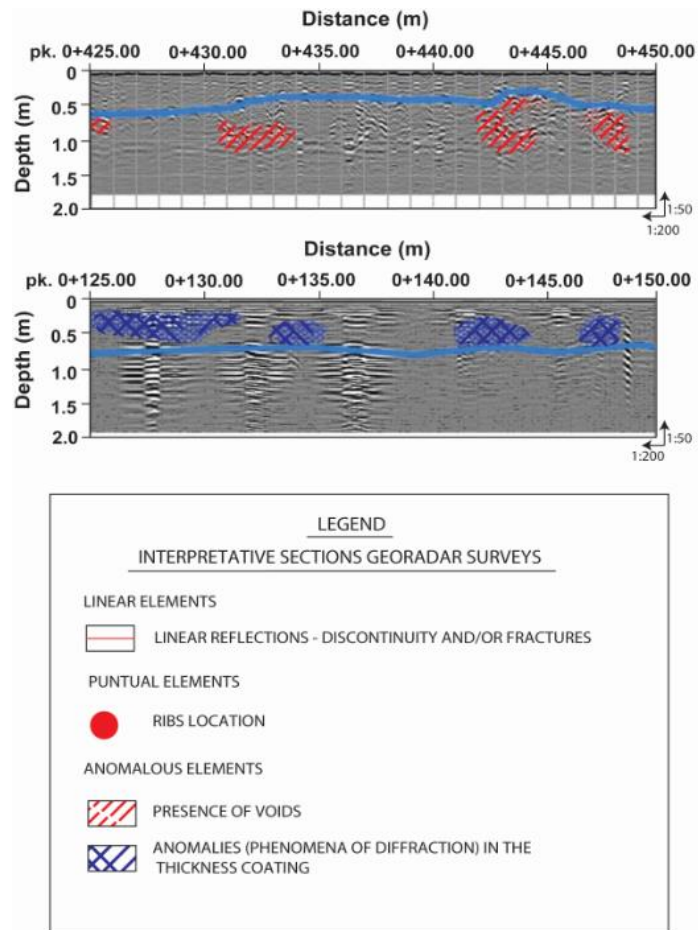 Distance (m)
pk. 0+425.00 0+430.00 0+435.00 0+440.00 0+445.00 0+450.00
Depth (m)
0
0.5
1.0
1.5
2.0
1:50
1:200
Distance (m)
pk. 0+125.00 0+130.00 0+135.00 0+140.00 0+145.00 0+150.00
Depth (m)
0
0.5
1.0
1.5
2.0
1:50
1:200
LEGEND
INTERPRETATIVE SECTIONS GEORADAR SURVEYS
LINEAR ELEMENTS
LINEAR REFLECTIONS - DISCONTINUITY AND/OR FRACTURES
PUNTUAL ELEMENTS
RIBS LOCATION
ANOMALOUS ELEMENTS
PRESENCE OF VOIDS
ANOMALIES (PHENOMENA OF DIFFRACTION) IN THE
THICKNESS COATING